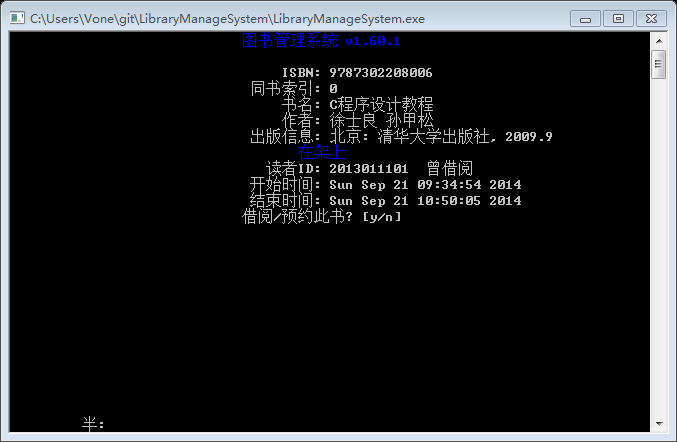 C:\Users\Vone\git\LibraryManageSystem\LibraryManageSystem.exe
图书管理系统 v1.60.1
ISBN: 9787302208006
同书索引: 0
书名: C程序设计教程
作者: 徐士良 孙甲松
出版信息: 北京: 清华大学出版社, 2009.9
在架上
读者ID: 2013011101 曾借阅
开始时间: Sun Sep 21 09:34:54 2014
结束时间: Sun Sep 21 10:50:05 2014
借阅/预约此书? [y/n]
半: